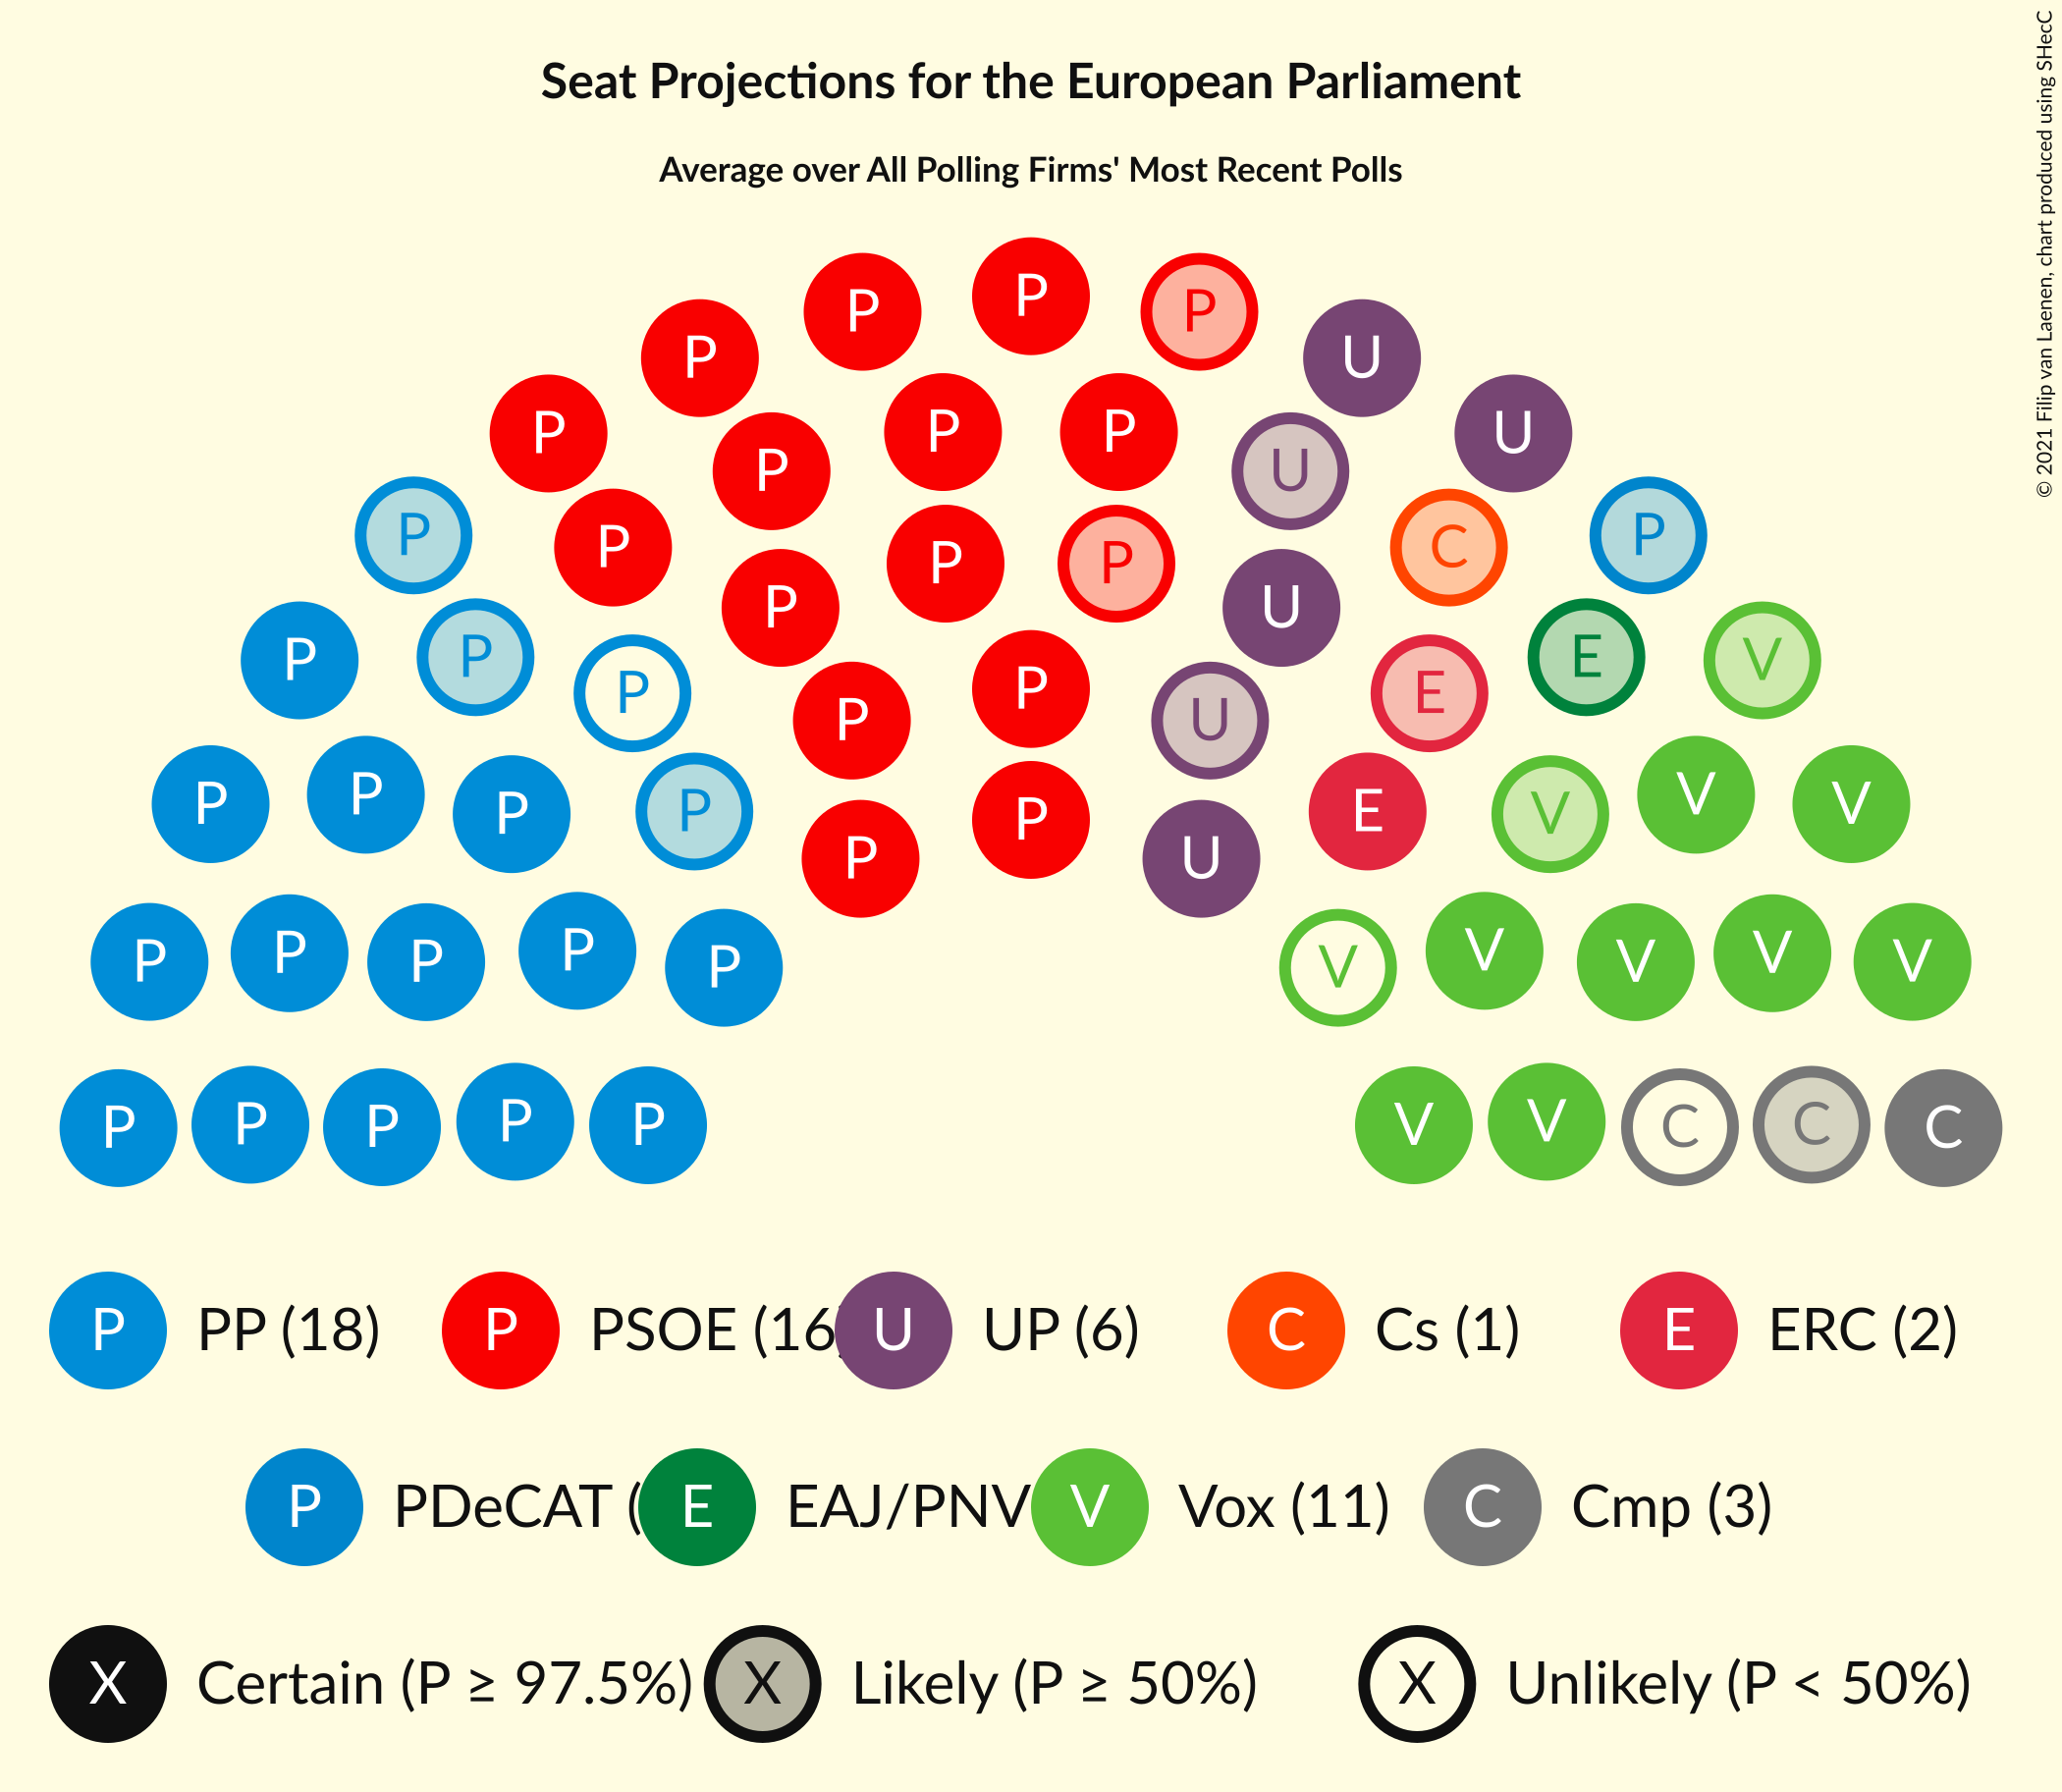 Seat Projections for the European Parliament
Average over All Polling Firms' Most Recent Polls
© 2021 Filip van Laenen, chart produced using SHecC
P P P
P U
P P P U
P U
P P
P C
P P
P U
P E
P V
P P E
P U
P V
P P P P E V V
P U
P P P P P V V V V V
P P P P P V V C C C
P PP (18) P PSOE (16 U UP (6) C Cs (1) E ERC (2)
P PDeCAT ( E EAJ/PNV V Vox (11) C Cmp (3)
X Certain (P ≥ 97.5%) X Likely (P ≥ 50%) X Unlikely (P < 50%)